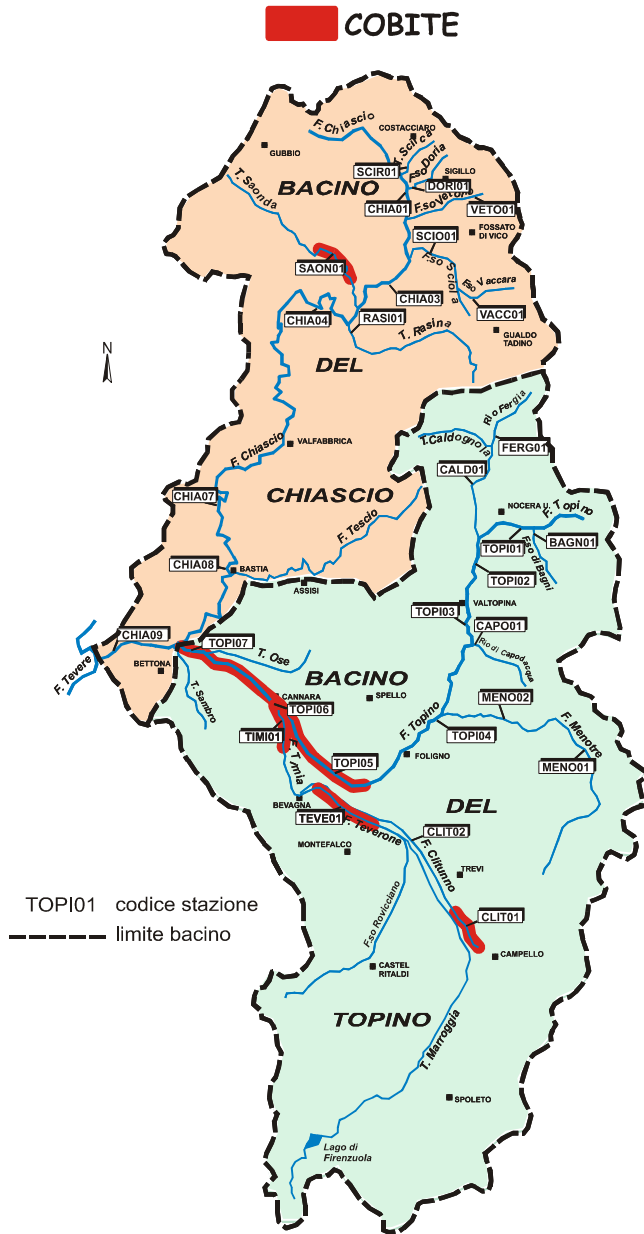 COBITE
F. Chiascio
COSTACCIARO
GUBBIO
T. Scirca
F.so Doria
SCIR01
SIGILLO
BACINO
DORI01
T. Saonda
CHIA01
F.so Vetorno
VETO01
SCIO01
FOSSATO
DI VICO
SAON01
F.so Sciola
F.so Vaccara
CHIA03
CHIA04
RASI01
VACC01
T. Rasina
GUALDO
TADINO
N
DEL
Rio Fergia
F. Chiascio
VALFABBRICA
T.Caldognola
FERG01
CALD01
CHIA07
CHIASCIO
NOCERA U.
F. Topino
F. Tescio
TOPI01
BAGN01
F.so di Bagni
CHIA08
BASTIA
TOPI02
ASSISI
TOPI03
VALTOPINA
CHIA09
TOPI07
CAPO01
T. Ose
Rio di Capodacqua
BETTONA
BACINO
F. Tevere
T. Sambro
CANNARA
SPELLO
MENO02
TOPI06
F. Topino
F. Menotre
TIMI01
TOPI04
F. Timia
FOLIGNO
TOPI05
MENO01
BEVAGNA
DEL
TEVE01
F. Teverone
CLIT02
MONTEFALCO
F. Clitunno
TREVI
TOPI01 codice stazione
CLIT01
limite bacino
F.so Rovicciano
CAMPELLO
CASTEL
RITALDI
TOPINO
T. Marroggia
SPOLETO
Lago di
Firenzuola